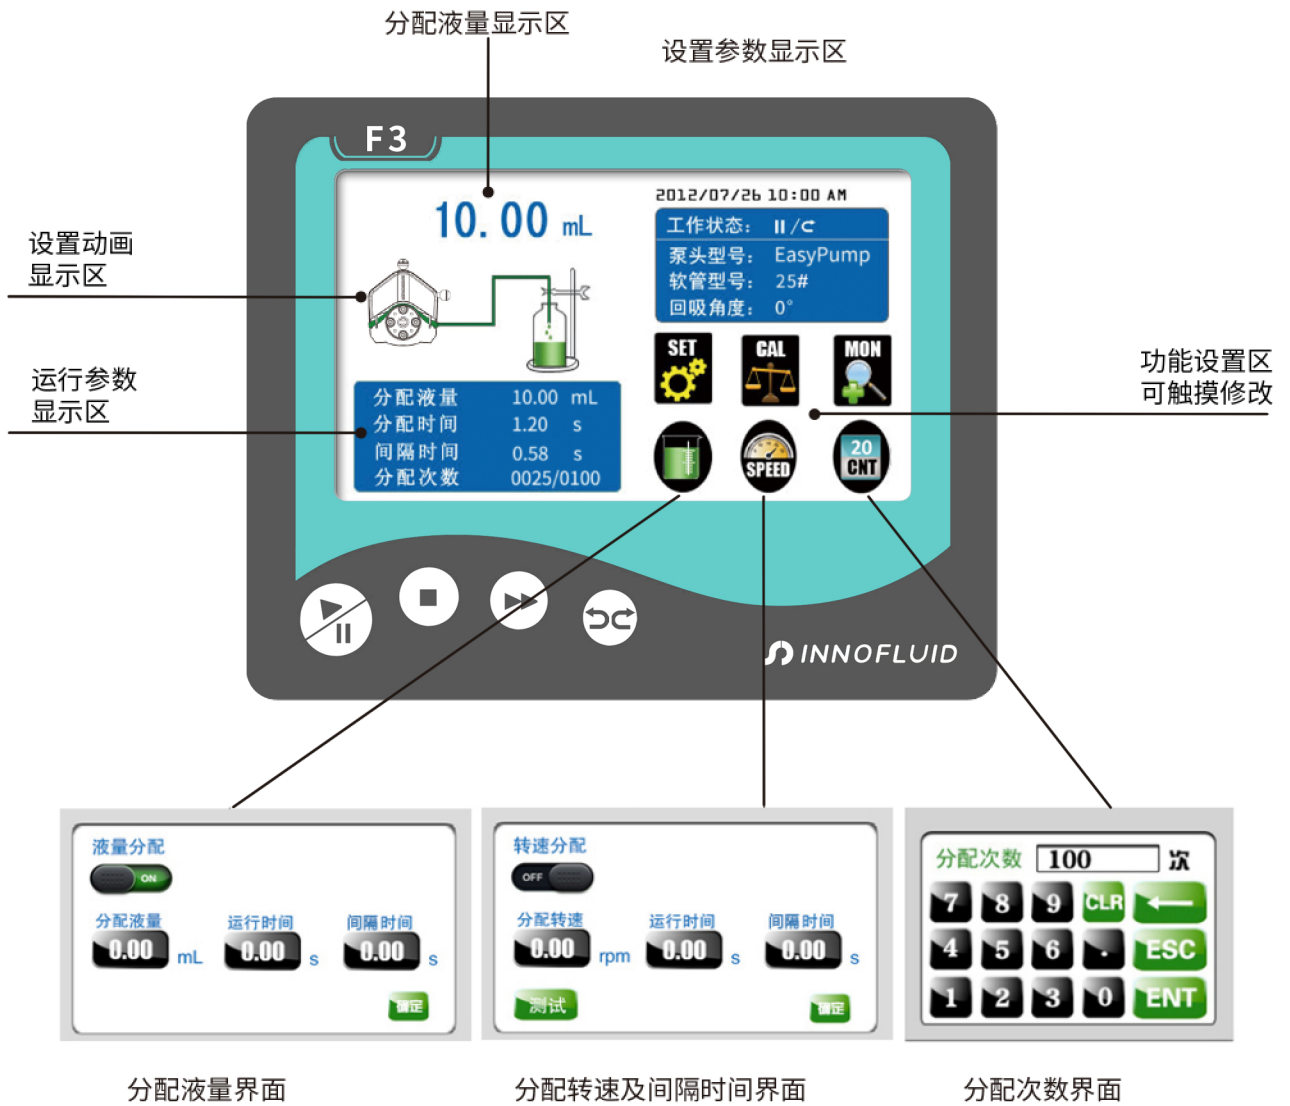 分配液量显示区
设置参数显示区
F3
10.00 mL
2012/07/26 10:00 AM
工作状态: /
泵头型号: EasyPump
软管型号: 25#
回吸角度: 0°
设置动画
显示区
SET
CAL
MON
功能设置区
可触摸修改
运行参数
显示区
分配液量 10.00 mL
分配时间 1.20 s
间隔时间 0.58 s
分配次数 0025/0100
SPEED
20
CNT
INNOFLUID
液量分配
ON
分配液量 运行时间 间隔时间
0.00 mL 0.00 s 0.00 s
确定
转速分配
OFF
分配转速 运行时间 间隔时间
0.00 rpm 0.00 s 0.00 s
测试 确定
分配次数 100 次
7 8 9 CLR ←
4 5 6 . ESC
1 2 3 0 ENT
分配液量界面
分配转速及间隔时间界面
分配次数界面